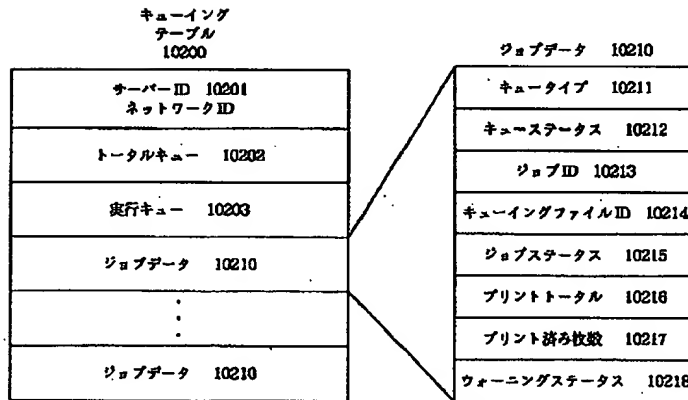 キューイング
テーブル
10200
サーバーID 10201
ネットワークID
トータルキュー 10202
実行キュー 10203
ジョブデータ 10210
ジョブデータ 10210
ジョブデータ 10210
キュータイプ 10211
キューステータス 10212
ジョブID 10213
キューイングファイルID 10214
ジョブステータス 10215
プリントトータル 10216
プリント済み枚数 10217
ウォーニングステータス 10218